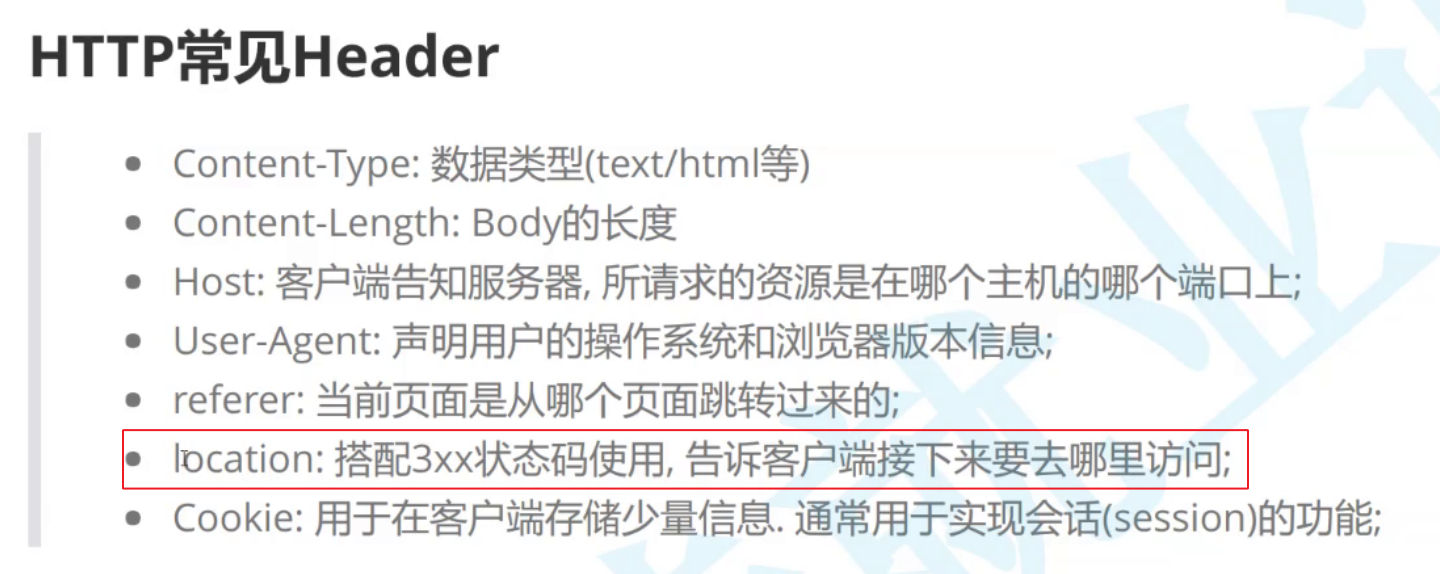 HTTP常见Header
Content-Type: 数据类型(text/html等)
Content-Length: Body的长度
Host: 客户端告知服务器, 所请求的资源是在哪个主机的哪个端口上;
User-Agent: 声明用户的操作系统和浏览器版本信息;
referer: 当前页面是从哪个页面跳转过来的;
location: 搭配3xx状态码使用, 告诉客户端接下来要去哪里访问;
Cookie: 用于在客户端存储少量信息. 通常用于实现会话(session)的功能;